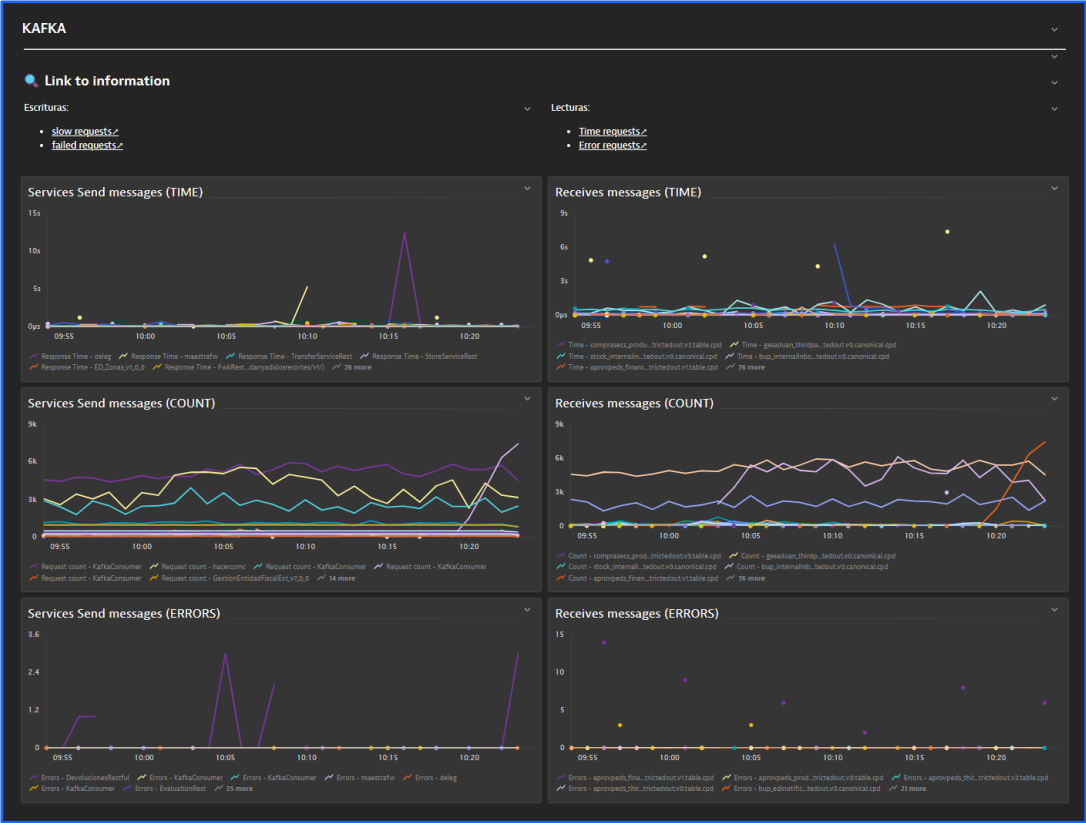 KAFKA
Link to information
Escrituras:
slow requests
failed requests
Lecturas:
Time requests
Error requests
Services Send messages (TIME)
15s
10s
5s
0µs
09:55 10:00 10:05 10:10 10:15 10:20
Response Time - deleg Response Time - maestrafw Response Time - TransferServiceRest Response Time - StoreServiceRest
Response Time - ED_Zonas_v1_0_0 Response Time - FwkRest...danyadidosrecortes/v1/) 26 more
Receives messages (TIME)
9s
6s
3s
0µs
09:55 10:00 10:05 10:10 10:15 10:20
Time - comprasecs_produ...trictedout.v3.table.cpd Time - gesaduan_thirdpa...tedout.v0.canonical.cpd
Time - stock_internalin...tedout.v0.canonical.cpd Time - bup_internalinbo...tedout.v0.canonical.cpd
Time - aprovpeds_financ...trictedout.v1.table.cpd 76 more
Services Send messages (COUNT)
9k
6k
3k
0
09:55 10:00 10:05 10:10 10:15 10:20
Request count - KafkaConsumer Request count - hacercomc Request count - KafkaConsumer Request count - KafkaConsumer
Request count - KafkaConsumer Request count - GestionEntidadFiscalExt_v7_0_0 14 more
Receives messages (COUNT)
9k
6k
3k
0
09:55 10:00 10:05 10:10 10:15 10:20
Count - comprasecs_produ...trictedout.v3.table.cpd Count - gesaduan_thirdp...tedout.v0.canonical.cpd
Count - stock_internali...tedout.v0.canonical.cpd Count - bup_internalinb...tedout.v0.canonical.cpd
Count - aprovpeds_finan...trictedout.v1.table.cpd 76 more
Services Send messages (ERRORS)
3.6
2.4
1.2
0
09:55 10:00 10:05 10:10 10:15 10:20
Errors - DevolucionesRestful Errors - KafkaConsumer Errors - KafkaConsumer Errors - maestrafw Errors - deleg
Errors - KafkaConsumer Errors - EvaluationRest 25 more
Receives messages (ERRORS)
15
10
5
0
09:55 10:00 10:05 10:10 10:15 10:20
Errors - aprovpeds_fina...trictedout.v1.table.cpd Errors - aprovpeds_prod...trictedout.v0.table.cpd Errors - aprovpeds_thir...trictedout.v2.table.cpd
Errors - aprovpeds_thir...trictedout.v0.table.cpd Errors - bup_edinotific...tedout.v0.canonical.cpd 21 more